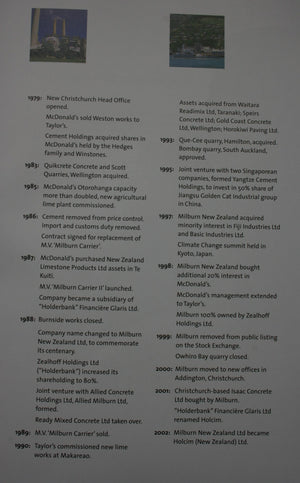 1979: New Christchurch Head Office
opened.
McDonald's sold Weston works to
Taylor's.
Cement Holdings acquired shares in
McDonald's held by the Hedges
family and Winstones.
1983: Quikcrete Concrete and Scott
Quarries, Wellington acquired.
1985: McDonald's Otorohanga capacity
more than doubled, new agricultural
lime plant commissioned.
1986: Cement removed from price control,
import and customs duty removed.
Contract signed for replacement of
M.V. 'Milburn Carrier'.
1987: McDonald's purchased New Zealand
Limestone Products Ltd assets in Te
Kuiti.
M.V. 'Milburn Carrier II' launched.
Company became a subsidiary of
"Holderbank" Financière Glaris Ltd.
1988: Burnside works closed.
Company name changed to Milburn
New Zealand Ltd, to commemorate
its centenary.
Zealhoff Holdings Ltd
("Holderbank") increased its
shareholding to 80%.
Joint venture with Allied Concrete
Holdings Ltd, Allied Milburn Ltd,
formed.
Ready Mixed Concrete Ltd taken over.
1989: M.V. 'Milburn Carrier' sold.
1990: Taylor's commissioned new lime
works at Makareao.
Assets acquired from Waitara
Readimix Ltd, Taranaki; Speirs
Concrete Ltd; Gold Coast Concrete
Ltd, Wellington; Horokiwi Paving Ltd.
1993: Que-Cee quarry, Hamilton, acquired.
Bombay quarry, South Auckland,
approved.
1995: Joint venture with two Singaporean
companies, formed Yangtze Cement
Holdings, to invest in 50% share of
Jiangsu Golden Cat Industrial group
in China.
1997: Milburn New Zealand acquired
minority interest in Fiji Industries Ltd
and Basic Industries Ltd.
Climate Change summit held in
Kyoto, Japan.
1998: Milburn New Zealand bought
additional 20% interest in
McDonald's.
McDonald's management extended
to Taylor's.
Milburn 100% owned by Zealhoff
Holdings Ltd.
1999: Milburn removed from public listing
on the Stock Exchange.
Owhiro Bay quarry closed.
2000: Milburn moved to new offices in
Addington, Christchurch.
2001: Christchurch-based Isaac Concrete
Ltd bought by Milburn.
"Holderbank" Financière Glaris Ltd
renamed Holcim.
2002: Milburn New Zealand Ltd became
Holcim (New Zealand) Ltd.